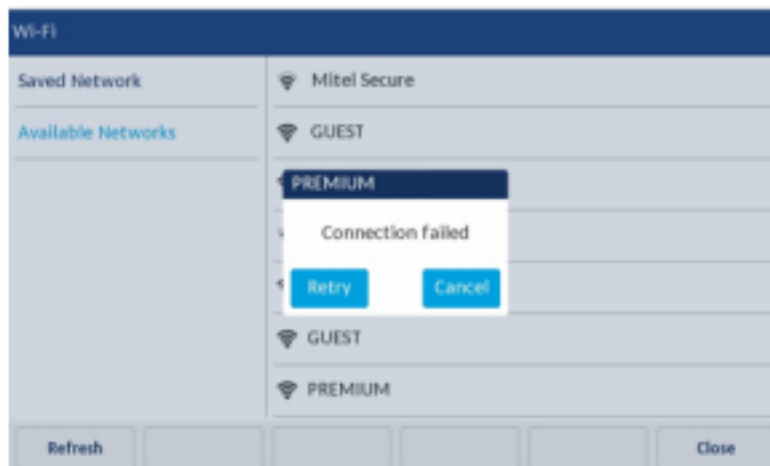 Wi-Fi
Saved Network
Available Networks
Mitel Secure
GUEST
PREMIUM
Connection failed
Retry
Cancel
GUEST
PREMIUM
Refresh
Close